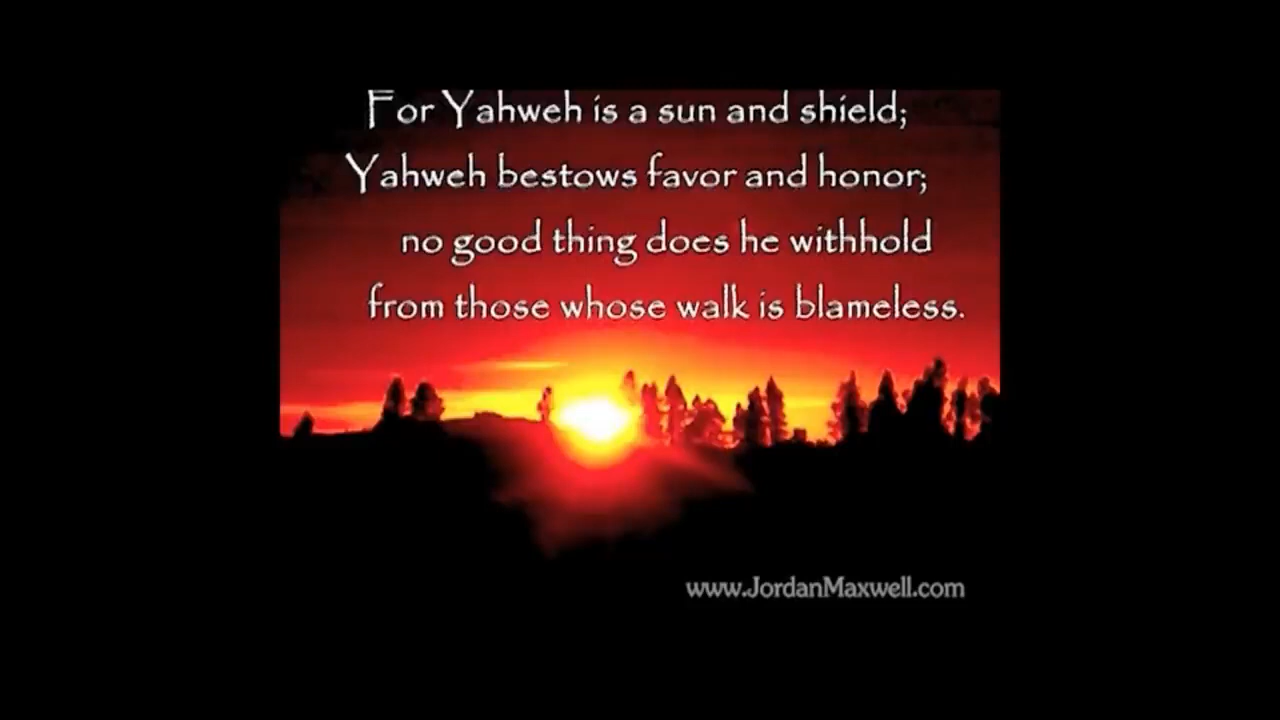 For Yahweh is a sun and shield;
Yahweh bestows favor and honor;
no good thing does he withhold
from those whose walk is blameless.
www.JordanMaxwell.com